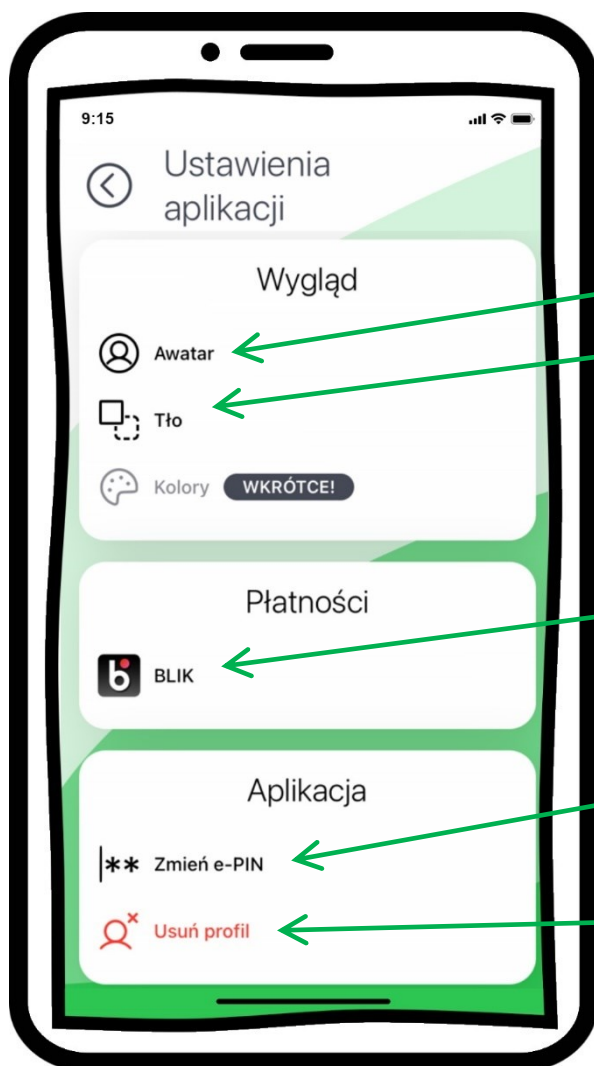 9:15
Ustawienia
aplikacji
Wygląd
Awatar
Tło
Kolory WKRÓTCE!
Płatności
BLIK
Aplikacja
|** Zmień e-PIN
Usuń profil